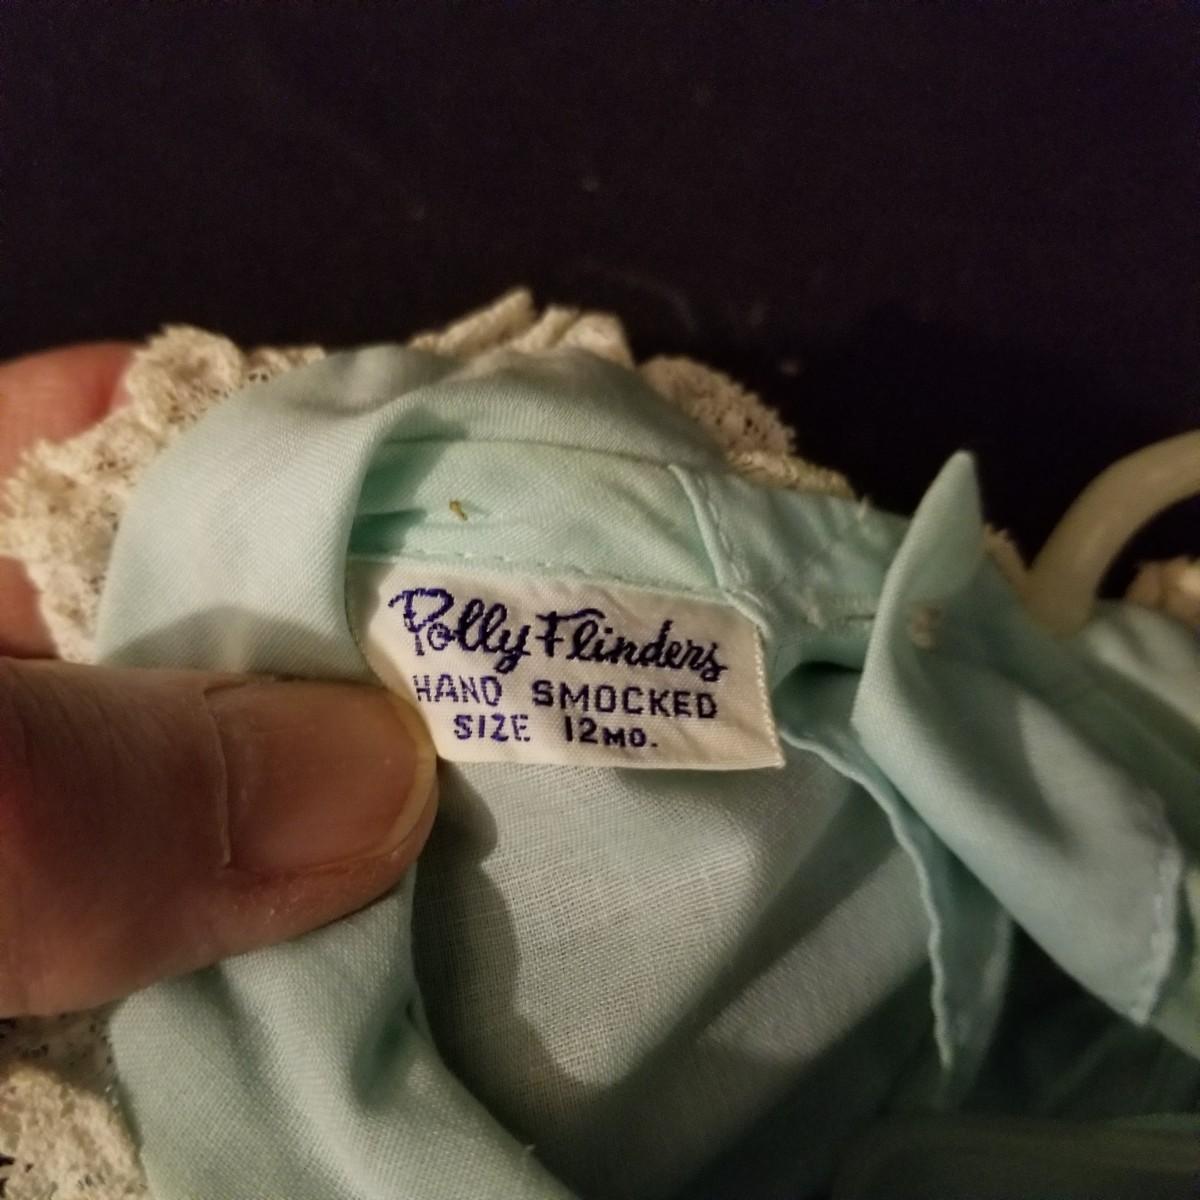 Polly Flinders
HAND SMOCKED
SIZE 12MO.